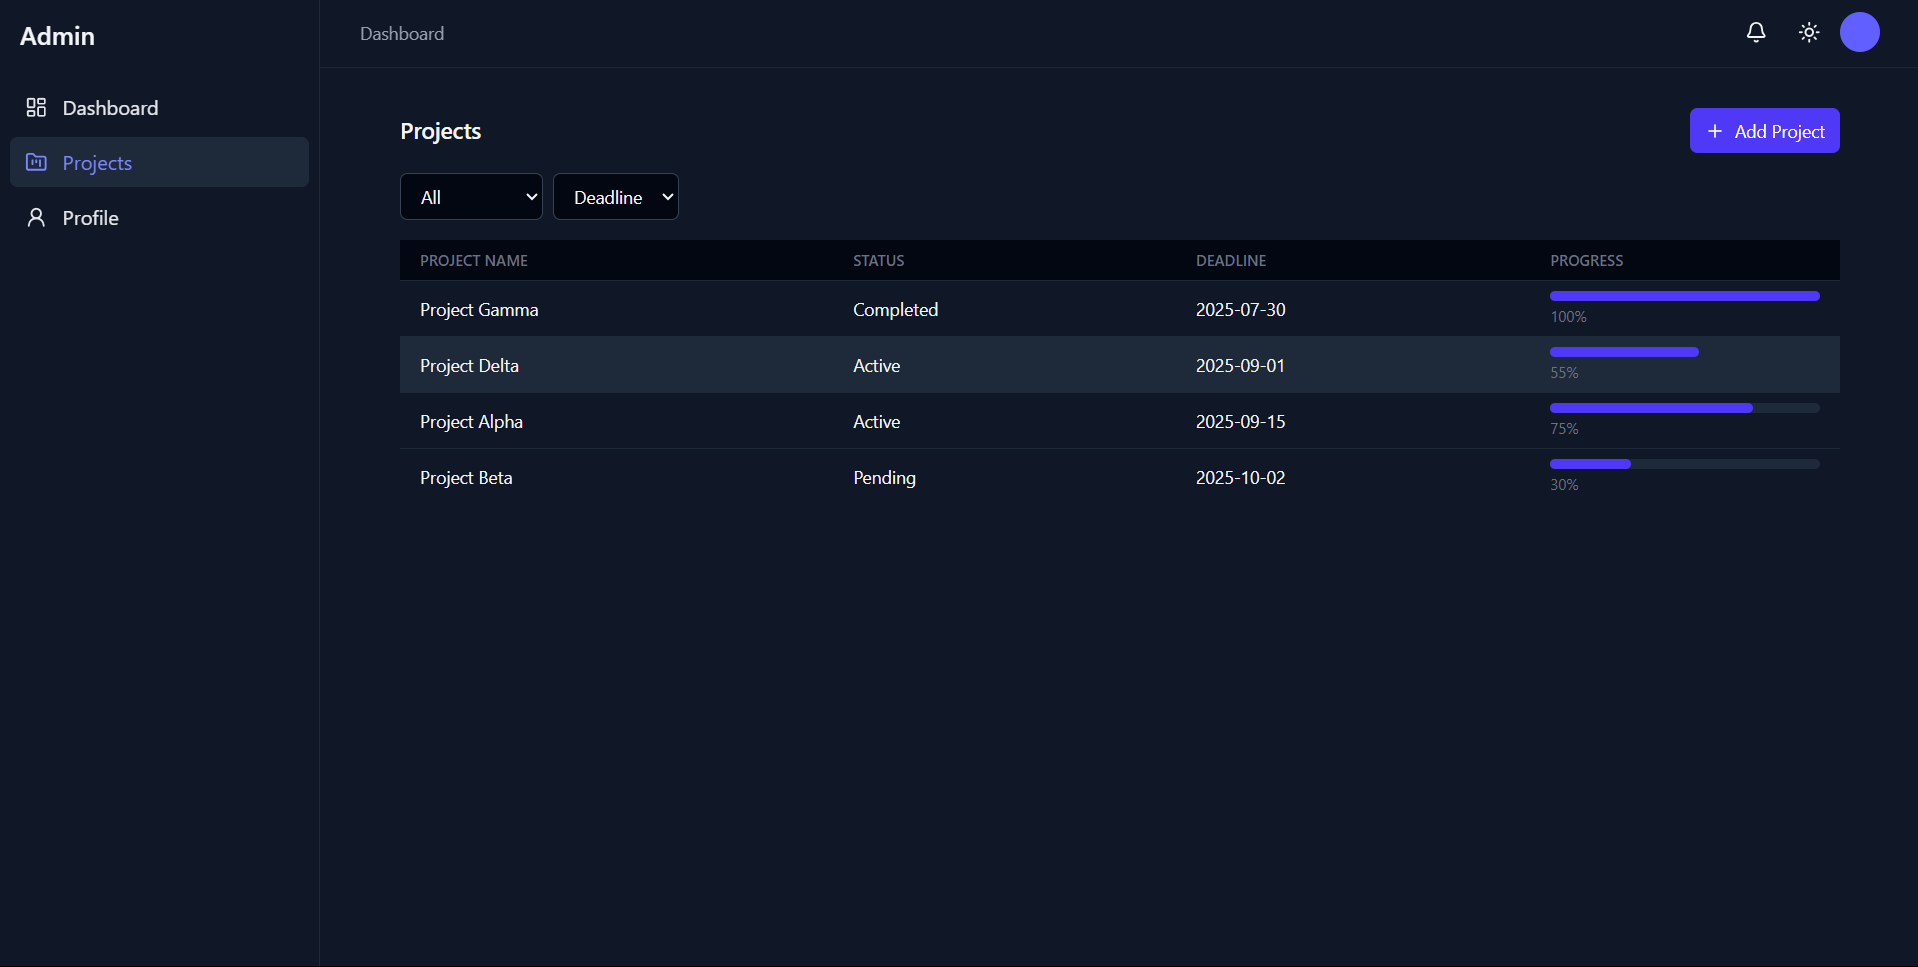 Admin
Dashboard
Projects
Profile
Dashboard
Projects
Add Project
All
Deadline
PROJECT NAME STATUS DEADLINE PROGRESS
Project Gamma Completed 2025-07-30 100%
Project Delta Active 2025-09-01 55%
Project Alpha Active 2025-09-15 75%
Project Beta Pending 2025-10-02 30%